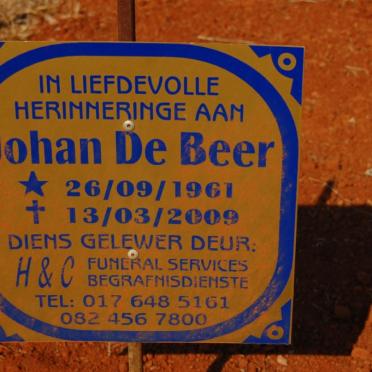 IN LIEFDEVOLLE
HERINNERINGE AAN
Johan De Beer
★ 26/09/1961
✝ 13/03/2009
DIENS GELEWER DEUR:
H & C FUNERAL SERVICES
BEGRAFNISDIENSTE
TEL: 017 648 5161
082 456 7800